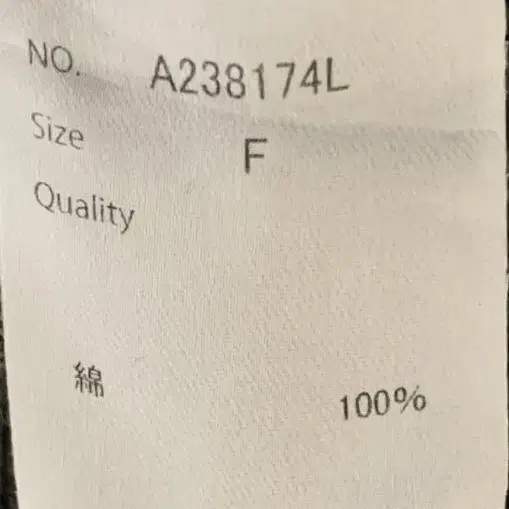 NO. A238174L
Size F
Quality
綿 100%